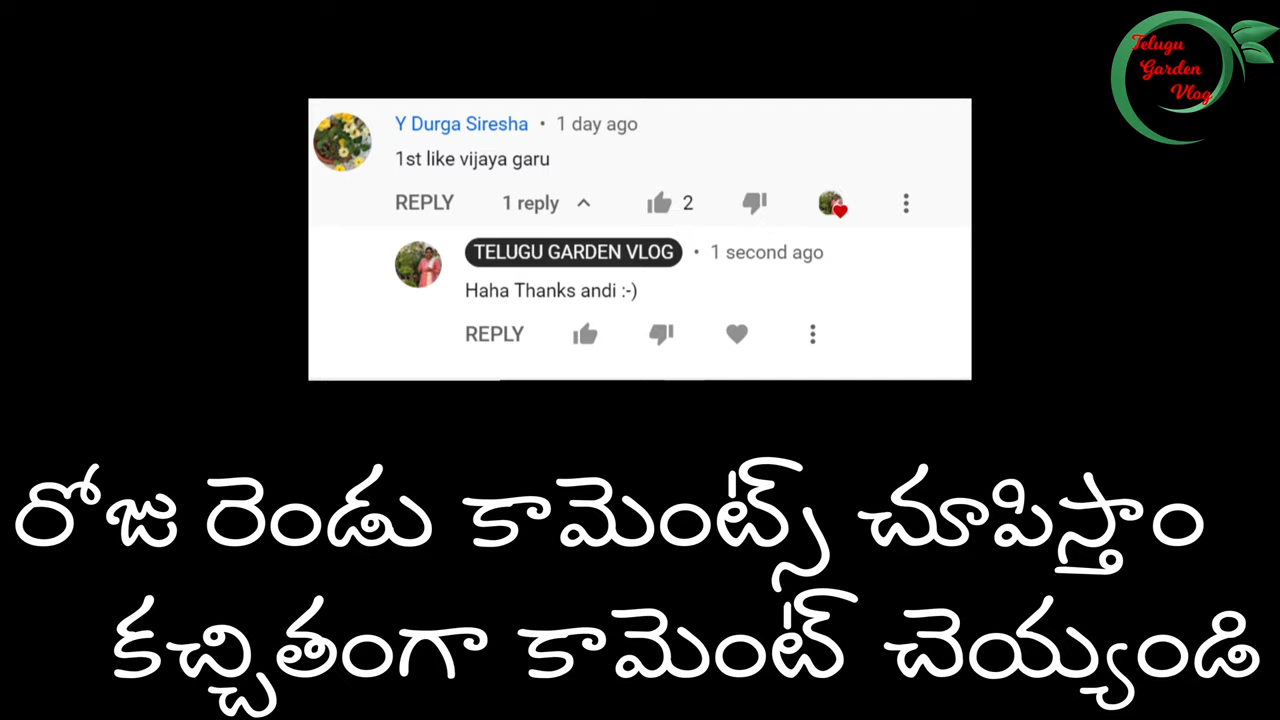 Telugu
Garden
Vlog
Y Durga Siresha • 1 day ago
1st like vijaya garu
REPLY 1 reply 2
TELUGU GARDEN VLOG • 1 second ago
Haha Thanks andi :-)
REPLY
రోజు రెండు కామెంట్స్ చూపిస్తాం
కచ్చితంగా కామెంట్ చెయ్యండి